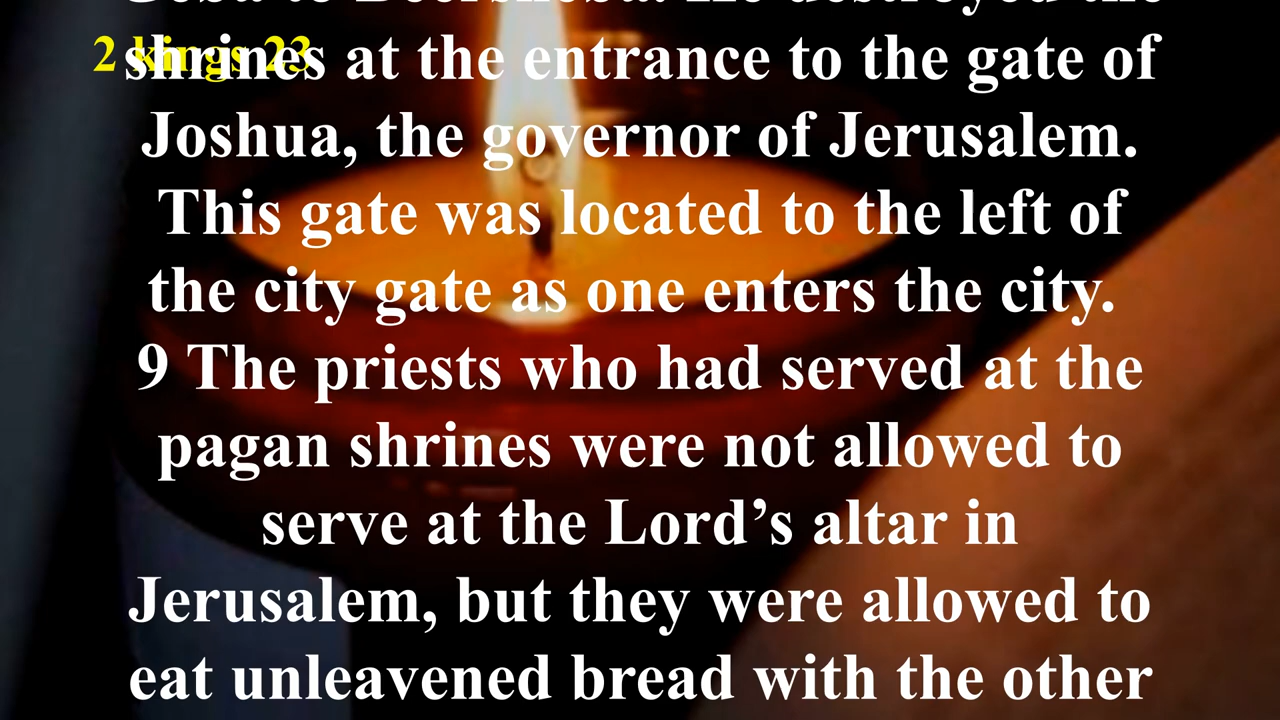 2 kings 23
shrines at the entrance to the gate of
Joshua, the governor of Jerusalem.
This gate was located to the left of
the city gate as one enters the city.
9 The priests who had served at the
pagan shrines were not allowed to
serve at the Lord’s altar in
Jerusalem, but they were allowed to
eat unleavened bread with the other